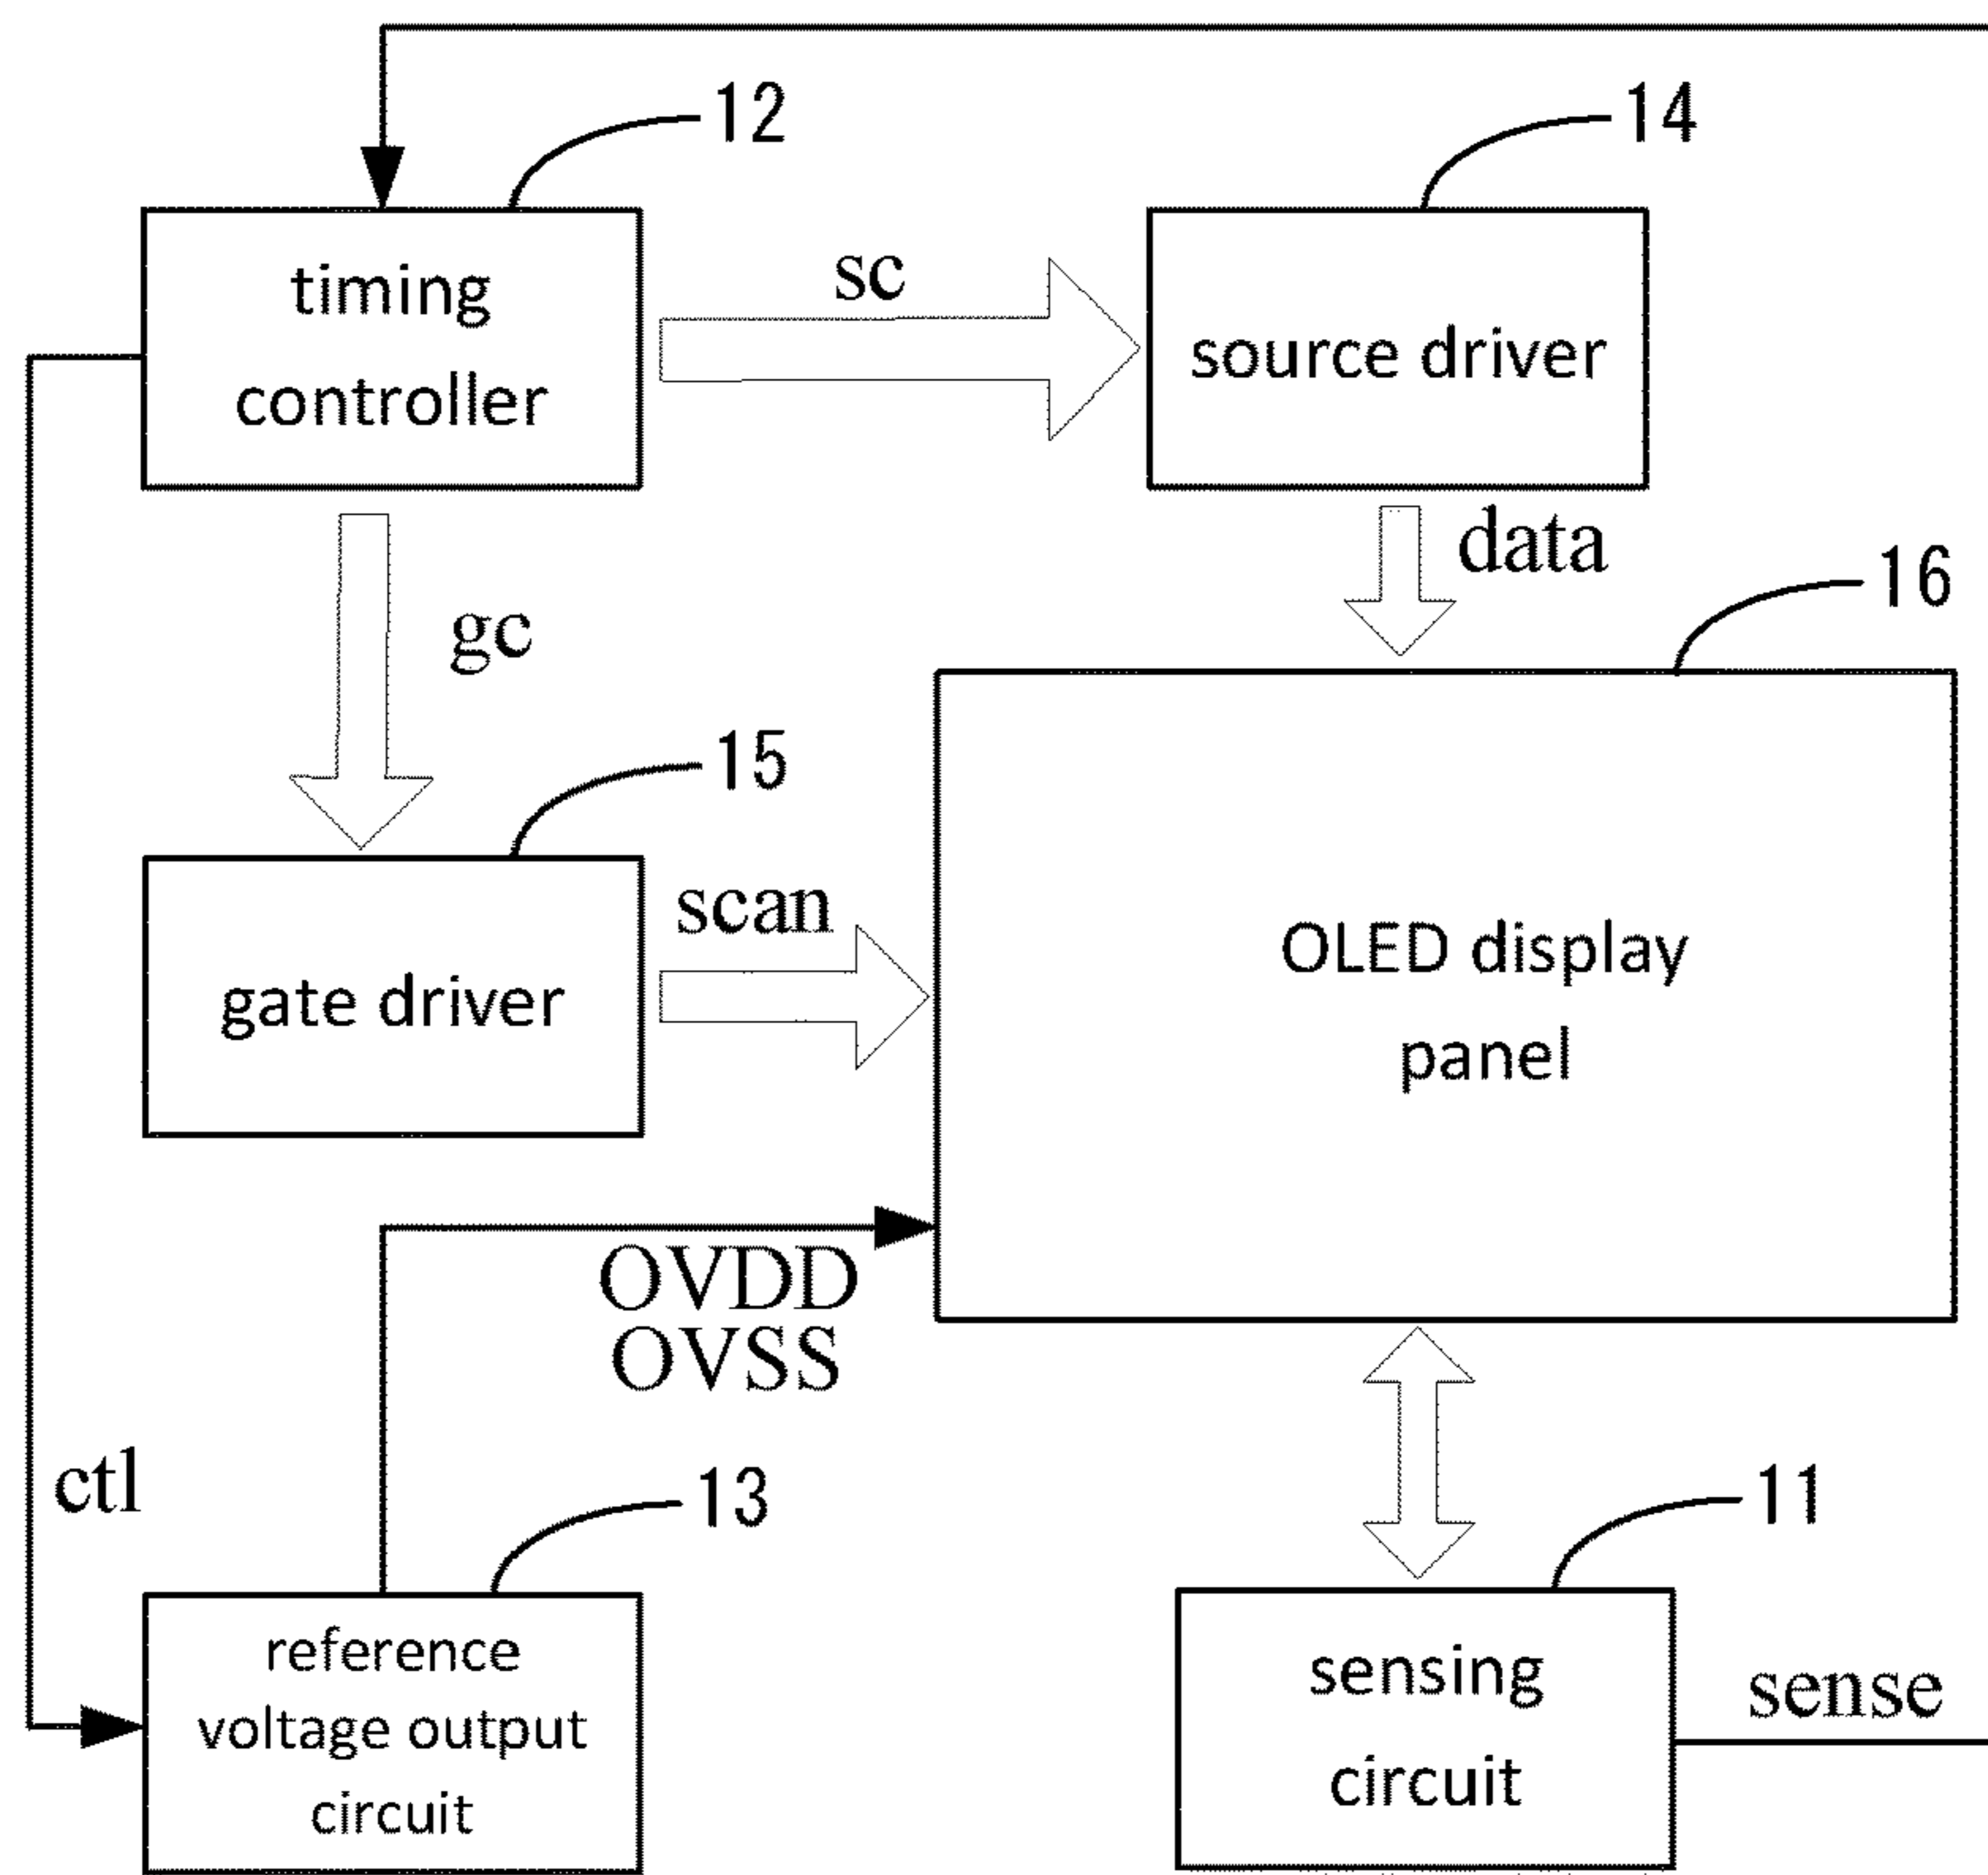 12
14
timing
controller
sc
source driver
data
16
gc
15
scan
gate driver
OLED display
panel
OVDD
OVSS
ctl
13
11
reference
voltage output
circuit
sensing
circuit
sense